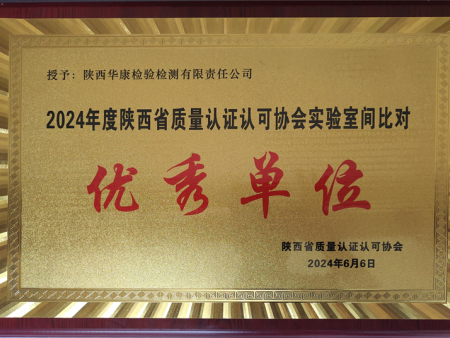 授予：陕西华康检验检测有限责任公司
2024年度陕西省质量认证认可协会实验室间比对
优秀单位
陕西省质量认证认可协会
2024年6月6日